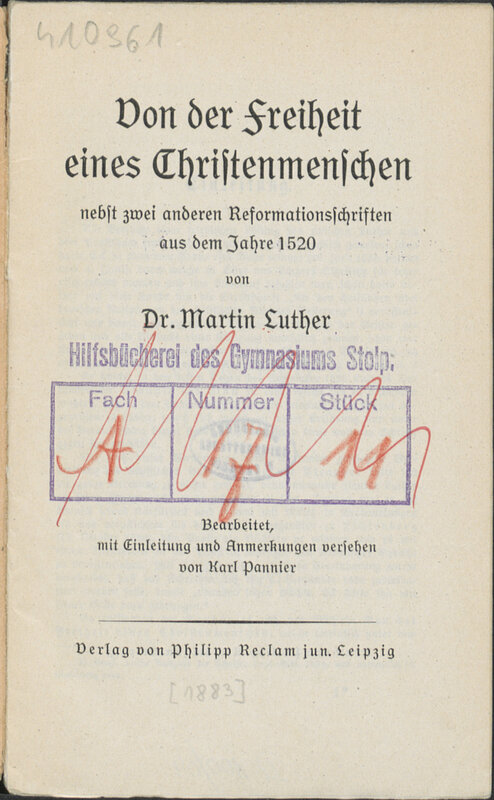 410961
Von der Freiheit
eines Christenmenschen
nebst zwei anderen Reformationsschriften
aus dem Jahre 1520
von
Dr. Martin Luther
Hilfsbücherei des Gymnasiums Stolp.
Fach Nummer Stück
A 17 11
Bearbeitet,
mit Einleitung und Anmerkungen versehen
von Karl Pannier
Verlag von Philipp Reclam jun. Leipzig
[1883]